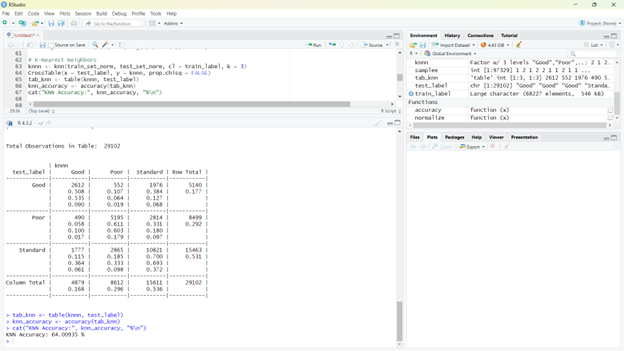 RStudio
File Edit Code View Plots Session Build Debug Profile Tools Help
Go to file/function
Addins
Project: (None)
Untitled1*
Source on Save
Run
Source
61
62 # K-Nearest Neighbors
63 knnn <- knn(train_set_norm, test_set_norm, cl = train_label, k = 3)
64 CrossTable(x = test_label, y = knnn, prop.chisq = FALSE)
65 tab_knn <- table(knnn, test_label)
66 knn_accuracy <- accuracy(tab_knn)
67 cat("KNN Accuracy:", knn_accuracy, "%\n")
(Top Level)
R Script
R 4.3.2
Total Observations in Table: 29102
| knnn
test_label | Good | Poor | Standard | Row Total |
Good | 2612 | 552 | 1976 | 5140 |
| 0.508 | 0.107 | 0.384 | 0.177 |
| 0.535 | 0.064 | 0.127 | |
| 0.090 | 0.019 | 0.068 | |
Poor | 490 | 5195 | 2814 | 8499 |
| 0.058 | 0.611 | 0.331 | 0.292 |
| 0.100 | 0.603 | 0.180 | |
| 0.017 | 0.179 | 0.097 | |
Standard | 1777 | 2865 | 10821 | 15463 |
| 0.115 | 0.185 | 0.700 | 0.531 |
| 0.364 | 0.333 | 0.693 | |
| 0.061 | 0.098 | 0.372 | |
Column Total | 4879 | 8612 | 15611 | 29102 |
| 0.168 | 0.296 | 0.536 | |
> tab_knn <- table(knnn, test_label)
> knn_accuracy <- accuracy(tab_knn)
> cat("KNN Accuracy:", knn_accuracy, "%\n")
KNN Accuracy: 64.00935 %
>
Environment History Connections Tutorial
Import Dataset
List
R Global Environment
knnn Factor w/ 3 levels "Good","Poor",..: 2 1 2
samplee int [1:97329] 1 2 1 2 2 1 1 2 1 1 ...
tab_knn 'table' int [1:3, 1:3] 2612 552 1976 490 5…
test_label chr [1:29102] "Good" "Good" "Good" "Standa…
train_label Large character (68227 elements, 546 kB)
Functions
accuracy function (x)
normalize function (x)
Files Plots Packages Help Viewer Presentation
Zoom Export